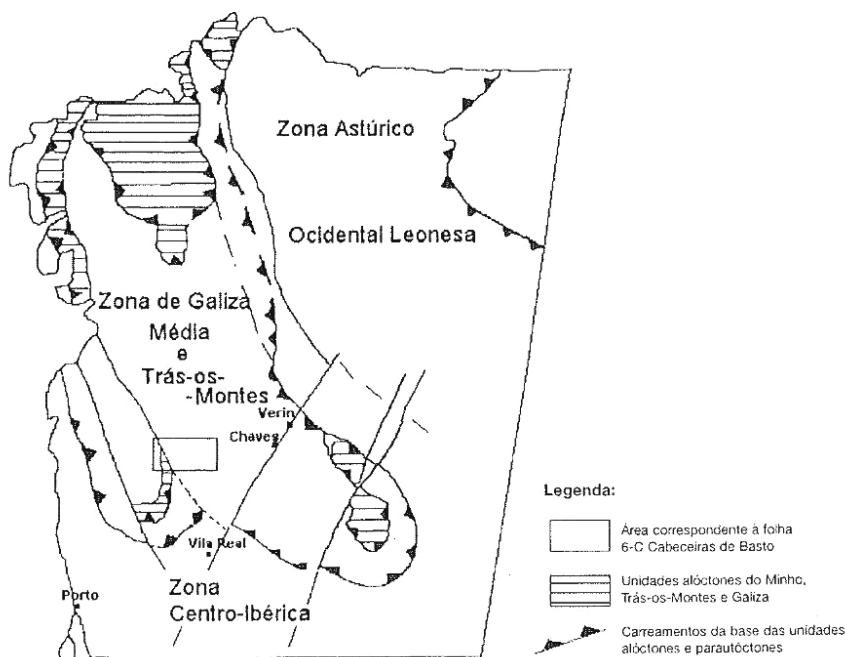 Zona Astúrico
Ocidental Leonesa
Zona de Galiza
Média
e
Trás-os-
-Montes
Verin
Chaves
Vila Real
Porto
Zona
Centro-Ibérica
Legenda:
Área correspondente à folha
6-C Cabeceiras de Basto
Unidades alóctones do Minho,
Trás-os-Montes e Galiza
Carreamentos da base das unidades
alóctones e parautóctones